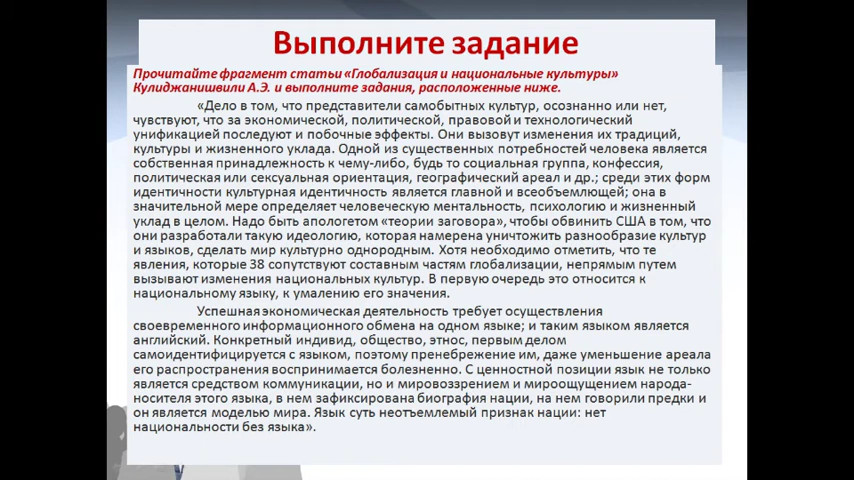 Выполните задание
Прочитайте фрагмент статьи «Глобализация и национальные культуры»
Кулиджанишвили А.Э. и выполните задания, расположенные ниже.
«Дело в том, что представители самобытных культур, осознанно или нет,
чувствуют, что за экономической, политической, правовой и технологический
унификацией последуют и побочные эффекты. Они вызовут изменения их традиций,
культуры и жизненного уклада. Одной из существенных потребностей человека является
собственная принадлежность к чему-либо, будь то социальная группа, конфессия,
политическая или сексуальная ориентация, географический ареал и др.; среди этих форм
идентичности культурная идентичность является главной и всеобъемлющей; она в
значительной мере определяет человеческую ментальность, психологию и жизненный
уклад в целом. Надо быть апологетом «теории заговора», чтобы обвинить США в том, что
они разработали такую идеологию, которая намерена уничтожить разнообразие культур
и языков, сделать мир культурно однородным. Хотя необходимо отметить, что те
явления, которые 38 сопутствуют составным частям глобализации, непрямым путем
вызывают изменения национальных культур. В первую очередь это относится к
национальному языку, к умалению его значения.
Успешная экономическая деятельность требует осуществления
своевременного информационного обмена на одном языке; и таким языком является
английский. Конкретный индивид, общество, этнос, первым делом
самоидентифицируется с языком, поэтому пренебрежение им, даже уменьшение ареала
его распространения воспринимается болезненно. С ценностной позиции язык не только
является средством коммуникации, но и мировоззрением и мироощущением народа-
носителя этого языка, в нем зафиксирована биография нации, на нем говорили предки и
он является моделью мира. Язык суть неотъемлемый признак нации: нет
национальности без языка».